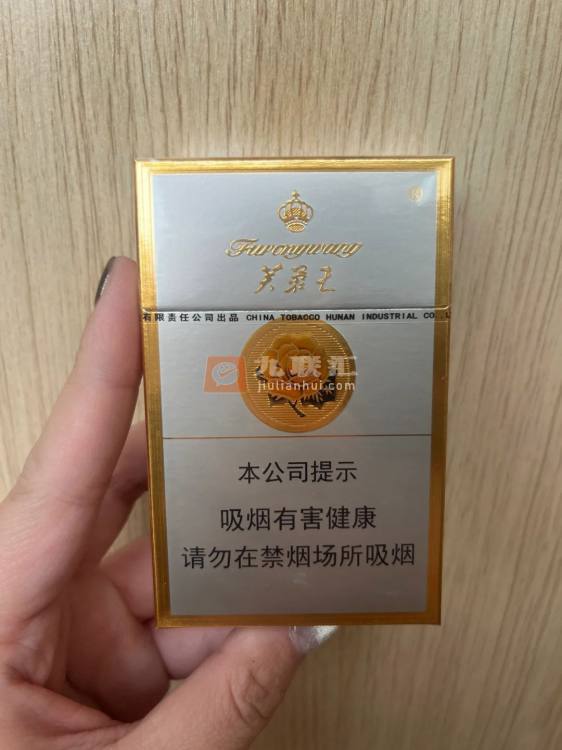 ®
Furongwang
芙蓉王
有限责任公司出品 CHINA TOBACCO HUNAN INDUSTRIAL CO.,L
九联汇
jiulianhui.com
本公司提示
吸烟有害健康
请勿在禁烟场所吸烟